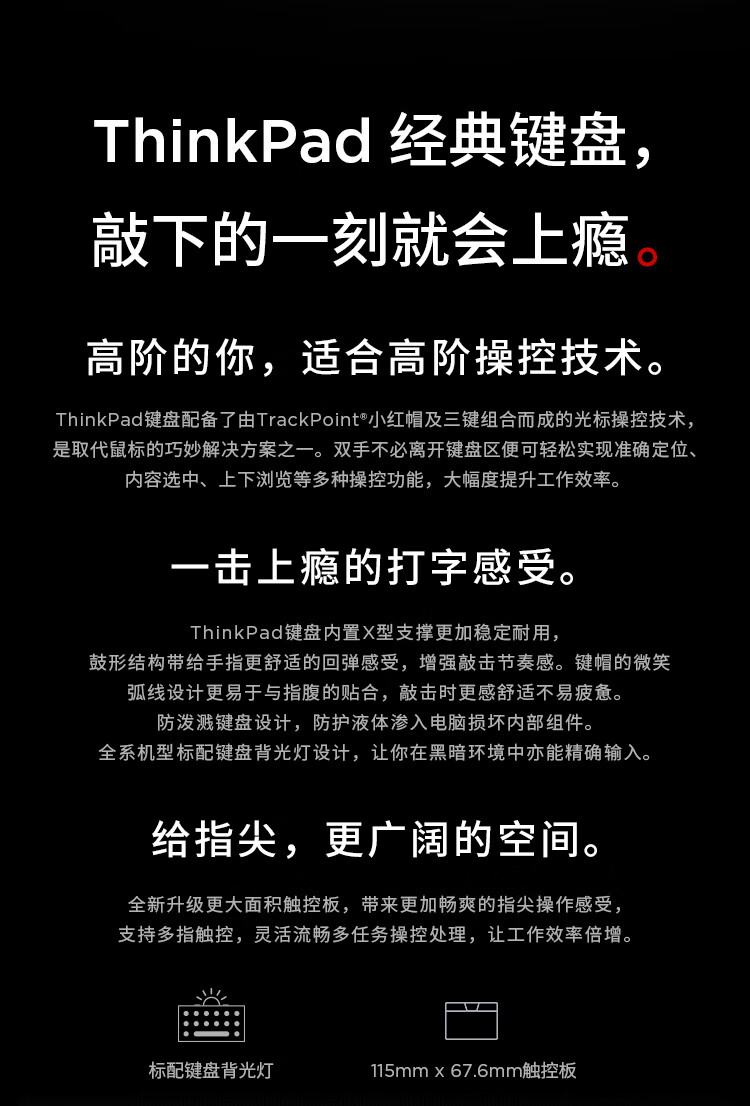 ThinkPad 经典键盘，
敲下的一刻就会上瘾。
高阶的你，适合高阶操控技术。
ThinkPad键盘配备了由TrackPoint®小红帽及三键组合而成的光标操控技术，
是取代鼠标的巧妙解决方案之一。双手不必离开键盘区便可轻松实现准确定位、
内容选中、上下浏览等多种操控功能，大幅度提升工作效率。
一击上瘾的打字感受。
ThinkPad键盘内置X型支撑更加稳定耐用，
鼓形结构带给手指更舒适的回弹感受，增强敲击节奏感。键帽的微笑
弧线设计更易于与指腹的贴合，敲击时更感舒适不易疲惫。
防泼溅键盘设计，防护液体渗入电脑损坏内部组件。
全系机型标配键盘背光灯设计，让你在黑暗环境中亦能精确输入。
给指尖，更广阔的空间。
全新升级更大面积触控板，带来更加畅爽的指尖操作感受，
支持多指触控，灵活流畅多任务操控处理，让工作效率倍增。
标配键盘背光灯
115mm x 67.6mm触控板